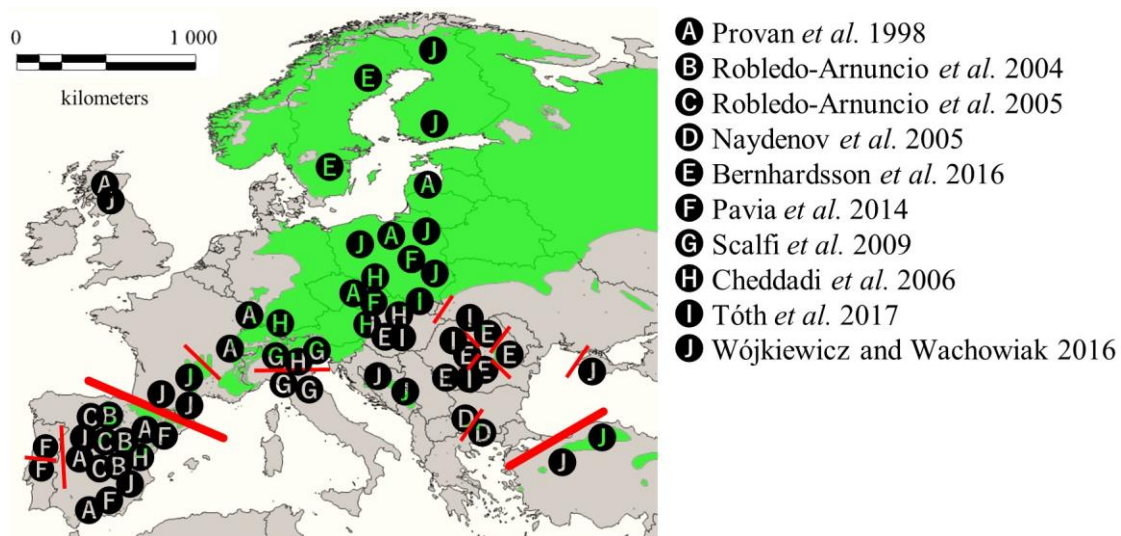 0 1 000
kilometers
J
E
J
E
A
J
A
J A J
F
J
H
A F H I
H E I
A H
A
G H G
G G
I
I E
E E
E E
I
J
J J
J
J J
D
D
J
J
C B
J C B A F
A C B H
J
F
A
F
F
A Provan et al. 1998
B Robledo-Arnuncio et al. 2004
C Robledo-Arnuncio et al. 2005
D Naydenov et al. 2005
E Bernhardsson et al. 2016
F Pavia et al. 2014
G Scalfi et al. 2009
H Cheddadi et al. 2006
I Tóth et al. 2017
J Wójkiewicz and Wachowiak 2016